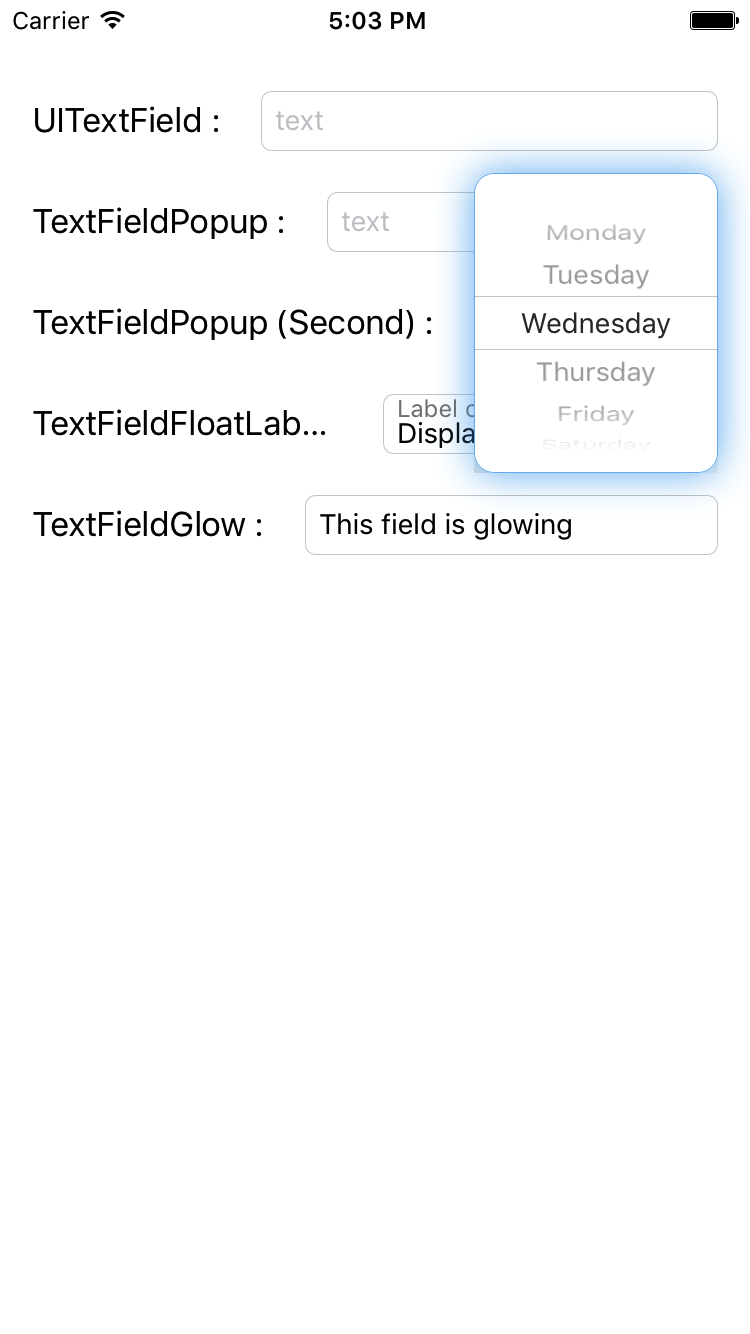 Carrier 5:03 PM
UITextField : text
TextFieldPopup : text
Monday
Tuesday
TextFieldPopup (Second) : Wednesday
Thursday
Friday
Saturday
TextFieldFloatLab... Label
Displa
TextFieldGlow : This field is glowing